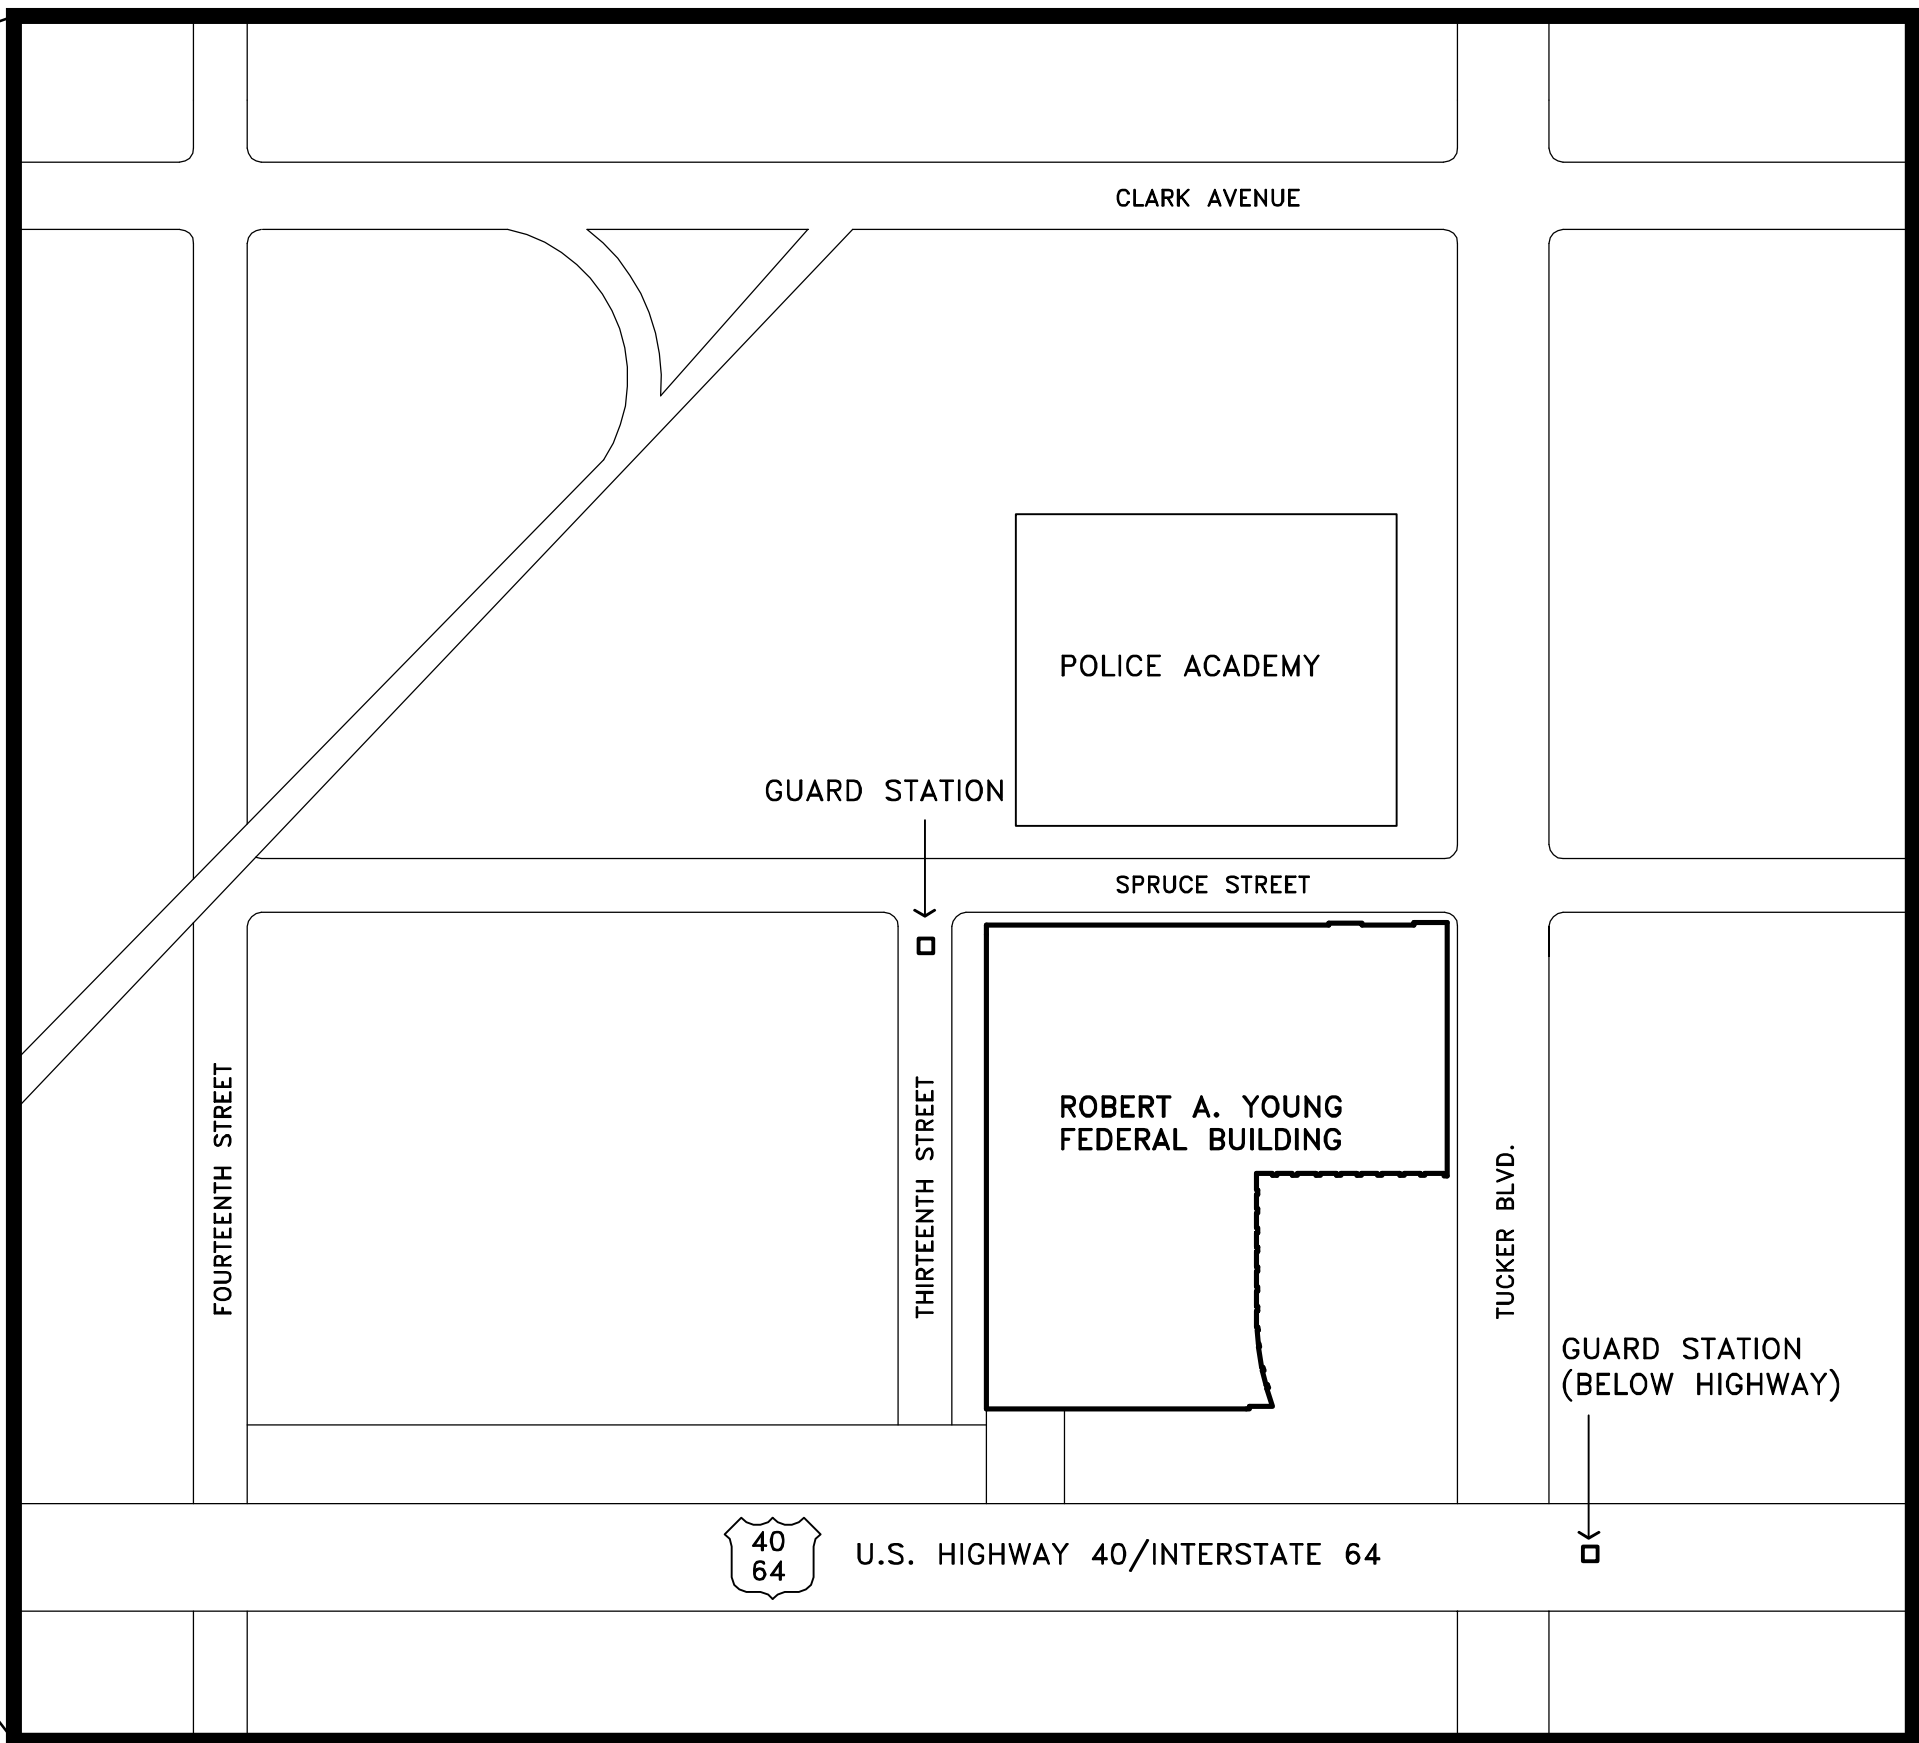 CLARK AVENUE
POLICE ACADEMY
GUARD STATION
SPRUCE STREET
FOURTEENTH STREET
THIRTEENTH STREET
ROBERT A. YOUNG
FEDERAL BUILDING
TUCKER BLVD.
GUARD STATION
(BELOW HIGHWAY)
40
64
U.S. HIGHWAY 40/INTERSTATE 64